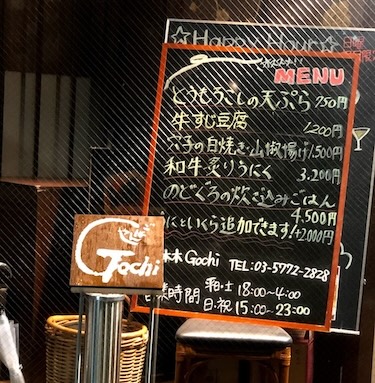 ☆Happy Hour☆
MENU
とうもろこしの天ぷら 750円
牛すじ豆腐 1,200円
穴子の白焼き・山椒揚げ 1,500円
和牛炙りうにく 3,200円
のどぐろの炊き込みごはん
4,500円
うにといくら追加できます!+2,000円
Gochi TEL:03-5772-2828
営業時間 平日・土 18:00~4:00
日・祝 15:00~23:00
Gochi